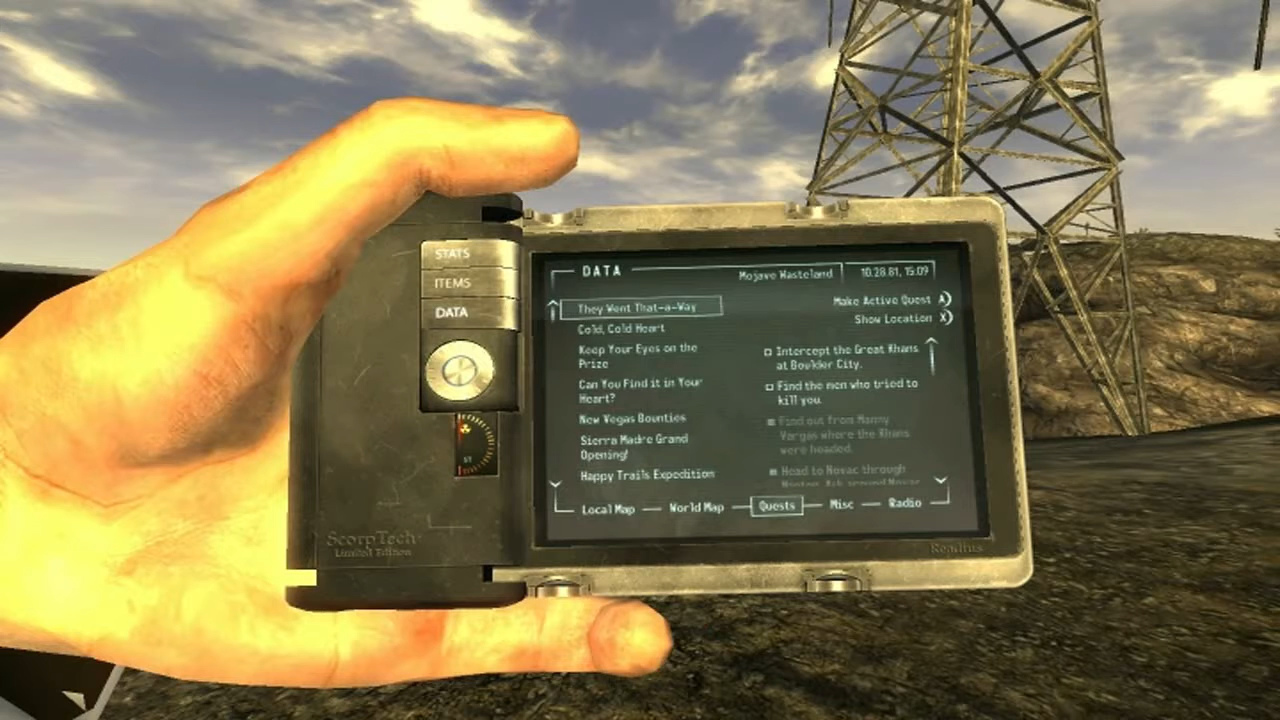 STATS
ITEMS
DATA
DATA
Mojave Wasteland
10.28.81, 15:09
They Went That-a-Way
Cold, Cold Heart
Keep Your Eyes on the
Prize
Can You Find it in Your
Heart?
New Vegas Bounties
Sierra Madre Grand
Opening!
Happy Trails Expedition
Make Active Quest A)
Show Location X)
Intercept the Great Khans
at Boulder City.
Find the men who tried to
kill you.
Find out from Manny
Vargas where the Khans
were headed.
Head to Novac through
Local Map
World Map
Quests
Misc
Radio
ScorpTech
Limited Edition
Readius